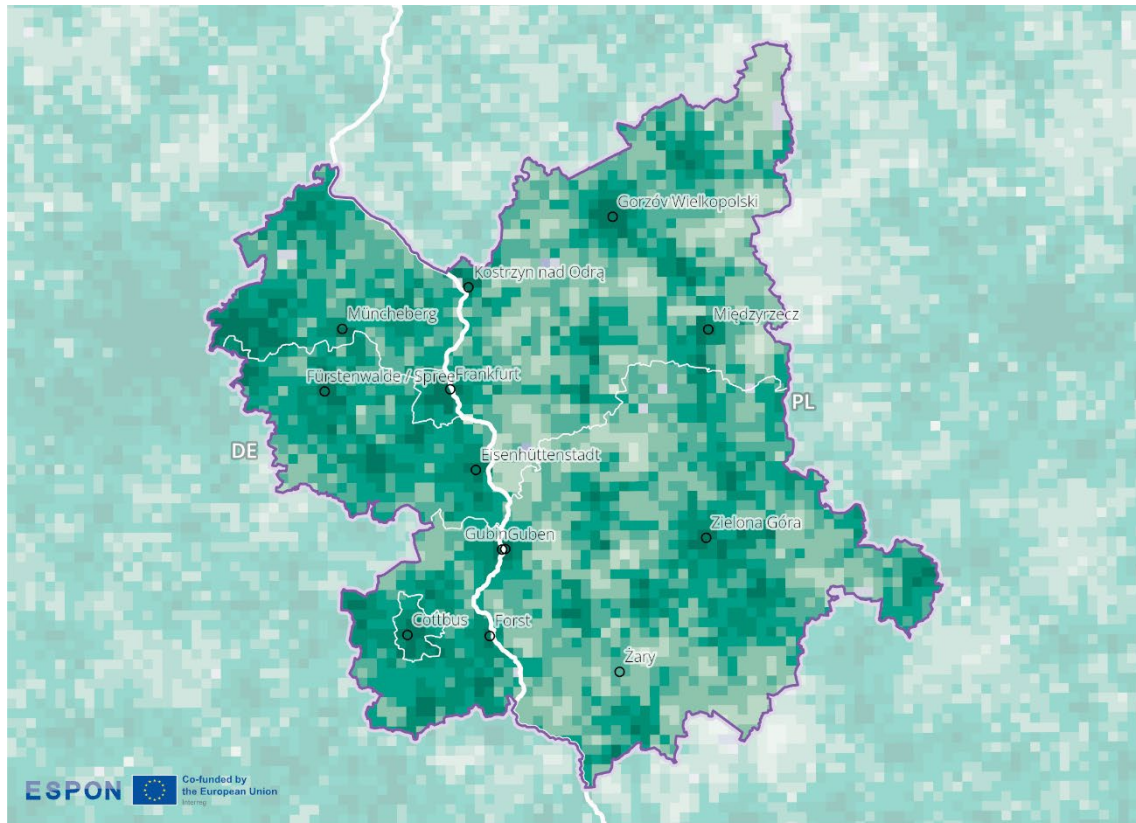 Gorzóv Wielkopolski
Kostrzyn nad Odrą
Müncheberg
Międzyrzecz
Fürstenwalde / Spree
Frankfurt
PL
DE
Eisenhüttenstadt
Zielona Góra
Gubin
Guben
Cottbus
Forst
Żary
ESPON
Co-funded by
the European Union
Interreg